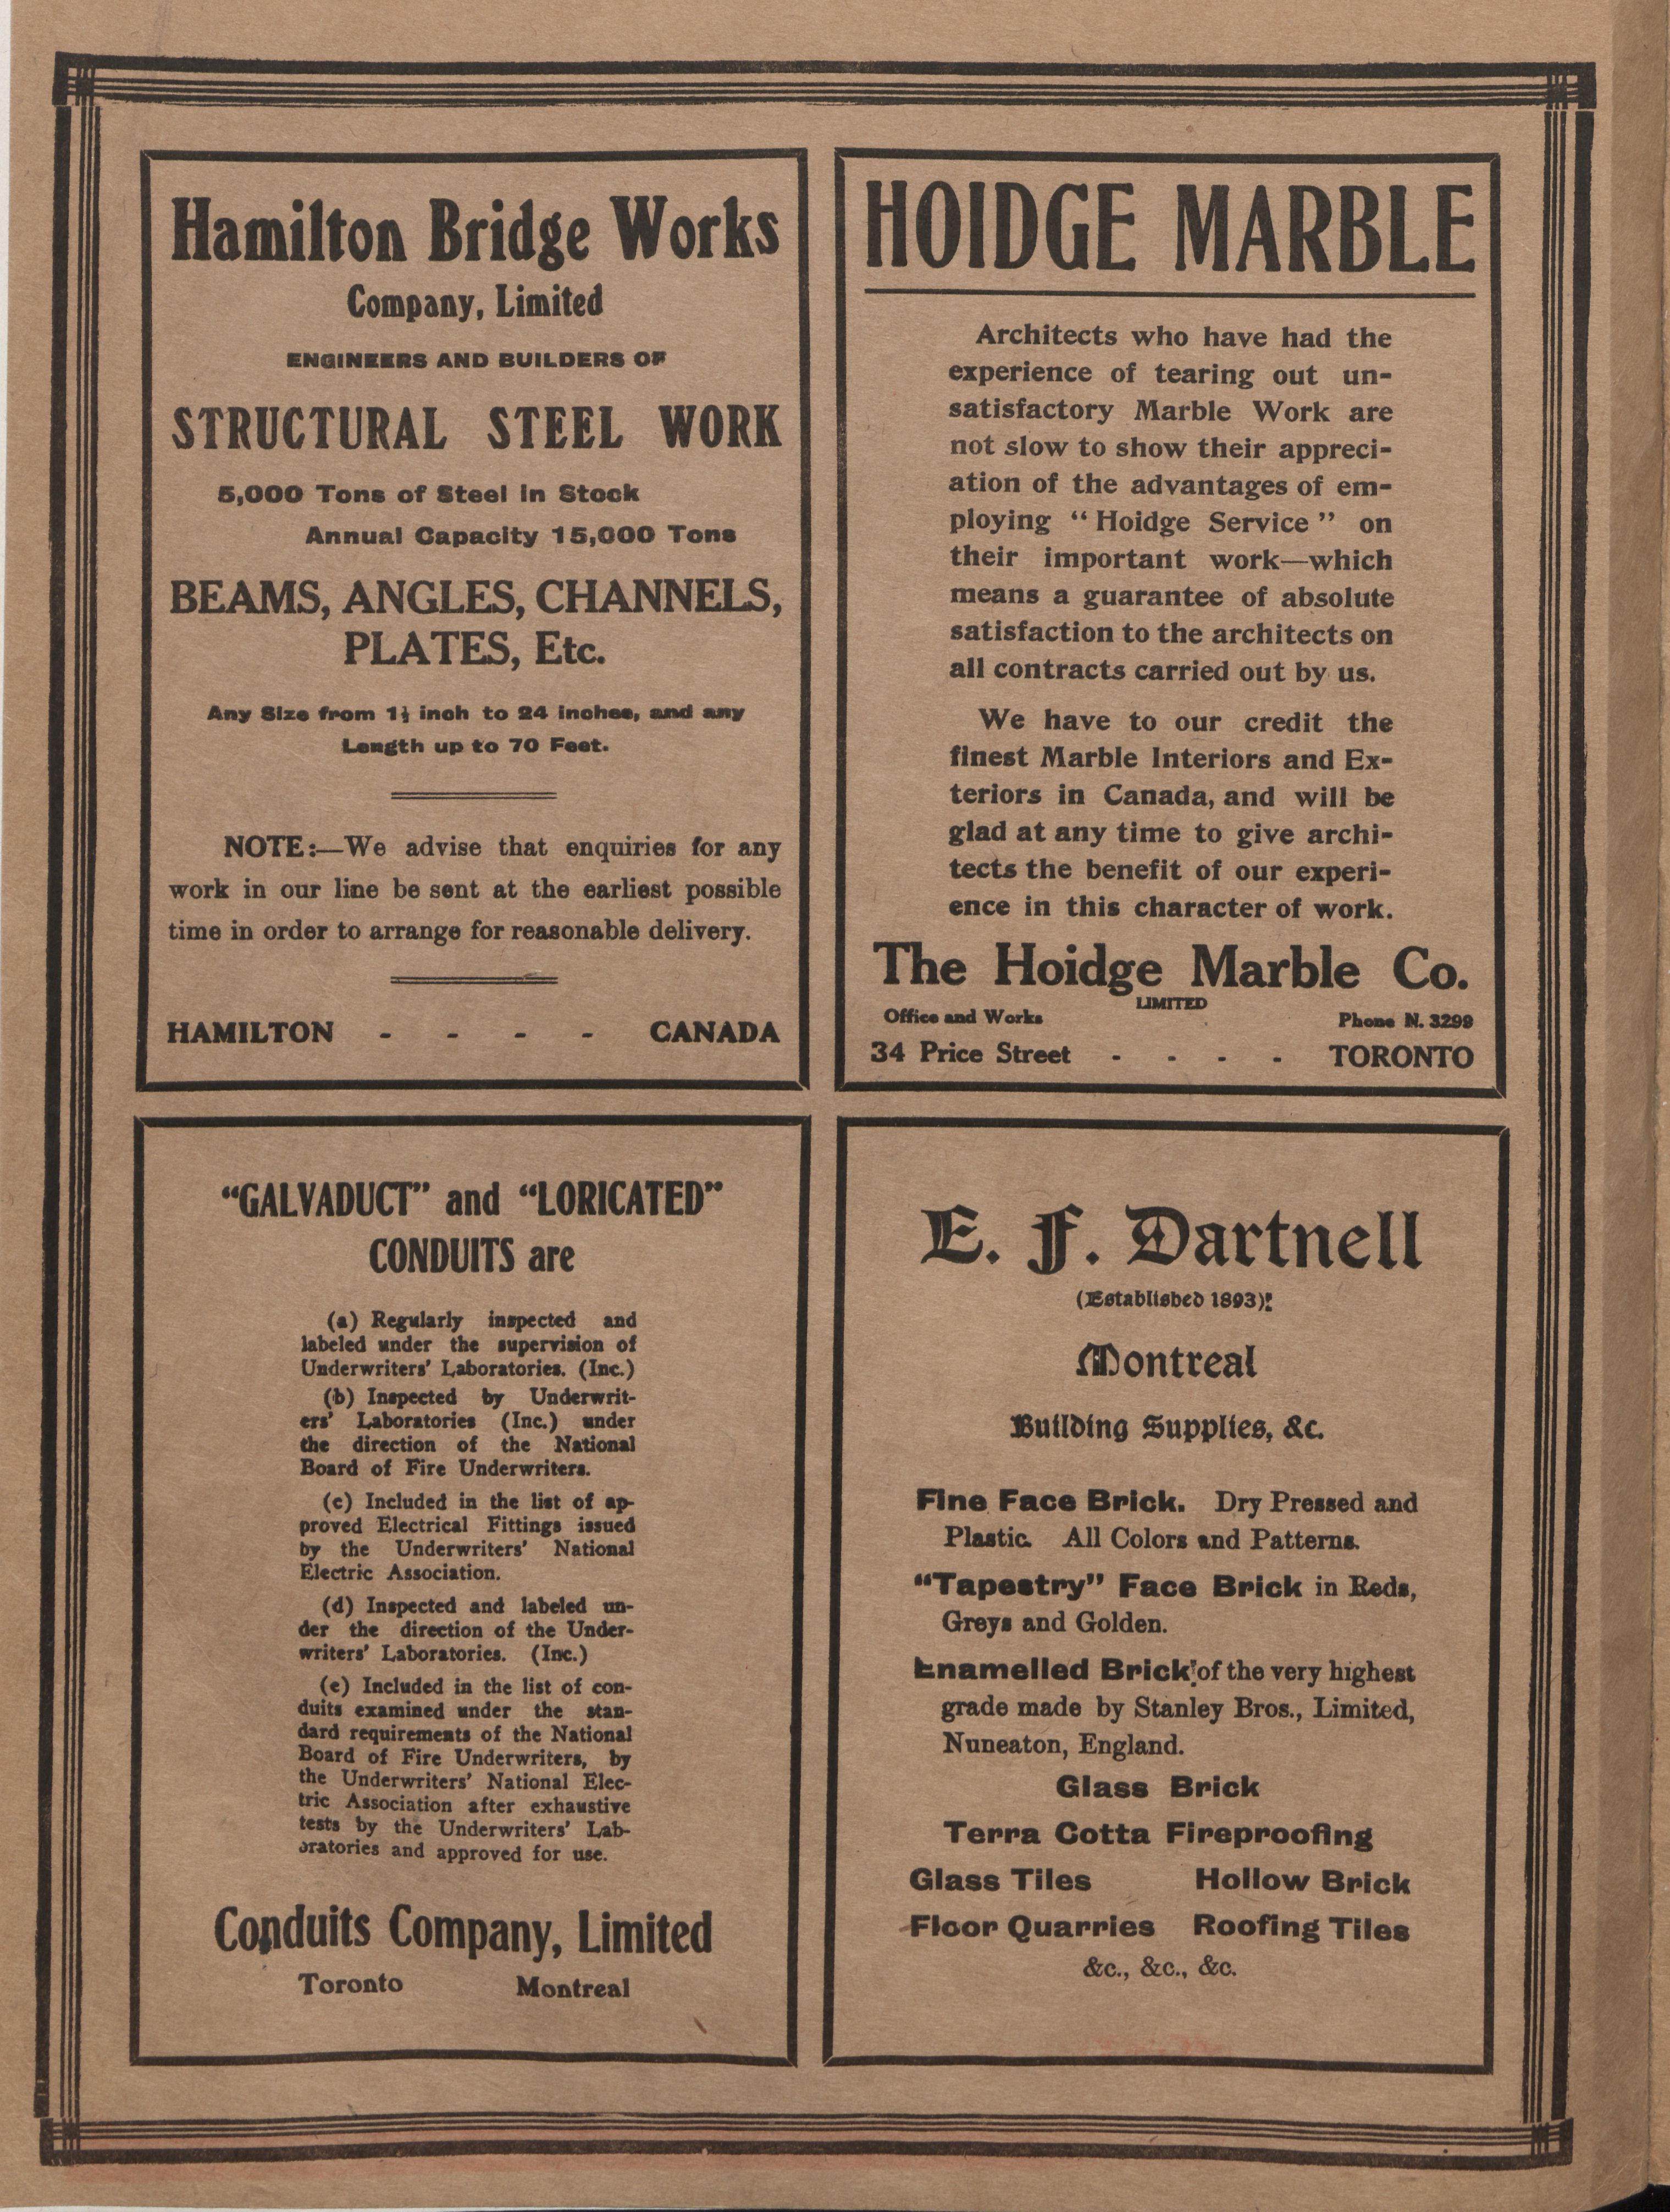 Hamilton Bridge Works
Company, Limited
ENGINEERS AND BUILDERS OF
STRUCTURAL STEEL WORK
5,000 Tons of Steel in Stock
Annual Capacity 15,000 Tons
BEAMS, ANGLES, CHANNELS,
PLATES, Etc.
Any Size from 1½ inch to 24 inches, and any
Length up to 70 Feet.
NOTE:—We advise that enquiries for any
work in our line be sent at the earliest possible
time in order to arrange for reasonable delivery.
HAMILTON - - - - CANADA
HOIDGE MARBLE
Architects who have had the
experience of tearing out un-
satisfactory Marble Work are
not slow to show their appreci-
ation of the advantages of em-
ploying "Hoidge Service" on
their important work—which
means a guarantee of absolute
satisfaction to the architects on
all contracts carried out by us.
We have to our credit the
finest Marble Interiors and Ex-
teriors in Canada, and will be
glad at any time to give archi-
tects the benefit of our experi-
ence in this character of work.
The Hoidge Marble Co.
LIMITED
Office and Works Phone N. 3299
34 Price Street - - - - TORONTO
"GALVADUCT" and "LORICATED"
CONDUITS are
(a) Regularly inspected and
labeled under the supervision of
Underwriters' Laboratories. (Inc.)
(b) Inspected by Underwrit-
ers' Laboratories (Inc.) under
the direction of the National
Board of Fire Underwriters.
(c) Included in the list of ap-
proved Electrical Fittings issued
by the Underwriters' National
Electric Association.
(d) Inspected and labeled un-
der the direction of the Under-
writers' Laboratories. (Inc.)
(e) Included in the list of con-
duits examined under the stan-
dard requirements of the National
Board of Fire Underwriters, by
the Underwriters' National Elec-
tric Association after exhaustive
tests by the Underwriters' Lab-
oratories and approved for use.
Conduits Company, Limited
Toronto Montreal
E. F. Dartnell
(Established 1893)
Montreal
Building Supplies, &c.
Fine Face Brick. Dry Pressed and
Plastic. All Colors and Patterns.
"Tapestry" Face Brick in Reds,
Greys and Golden.
Enamelled Brick of the very highest
grade made by Stanley Bros., Limited,
Nuneaton, England.
Glass Brick
Terra Cotta Fireproofing
Glass Tiles Hollow Brick
Floor Quarries Roofing Tiles
&c., &c., &c.